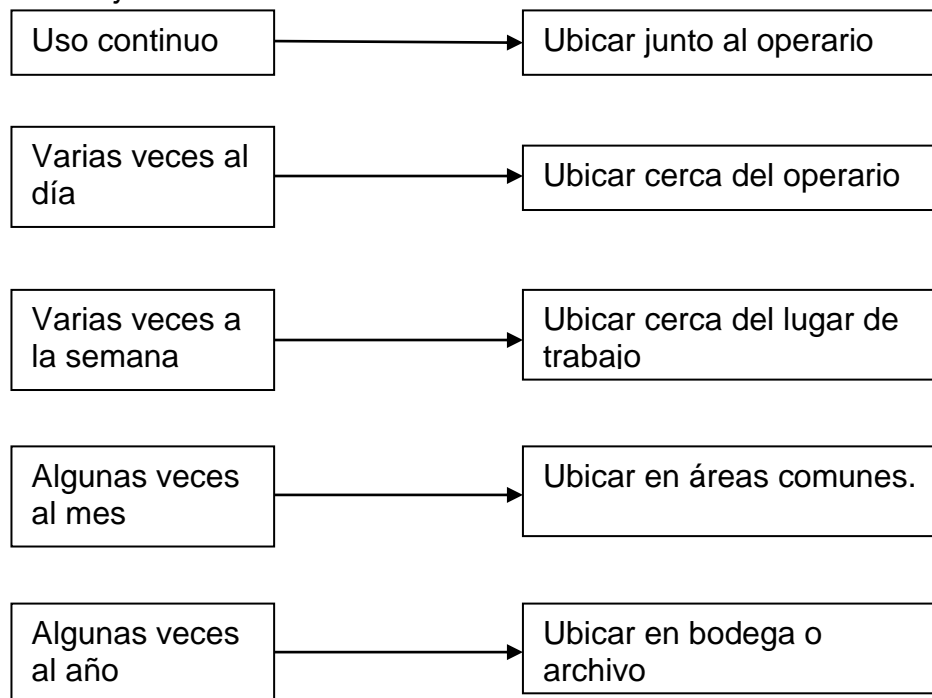 Uso continuo
Ubicar junto al operario
Varias veces al
día
Ubicar cerca del operario
Varias veces a
la semana
Ubicar cerca del lugar de
trabajo
Algunas veces
al mes
Ubicar en áreas comunes.
Algunas veces
al año
Ubicar en bodega o
archivo